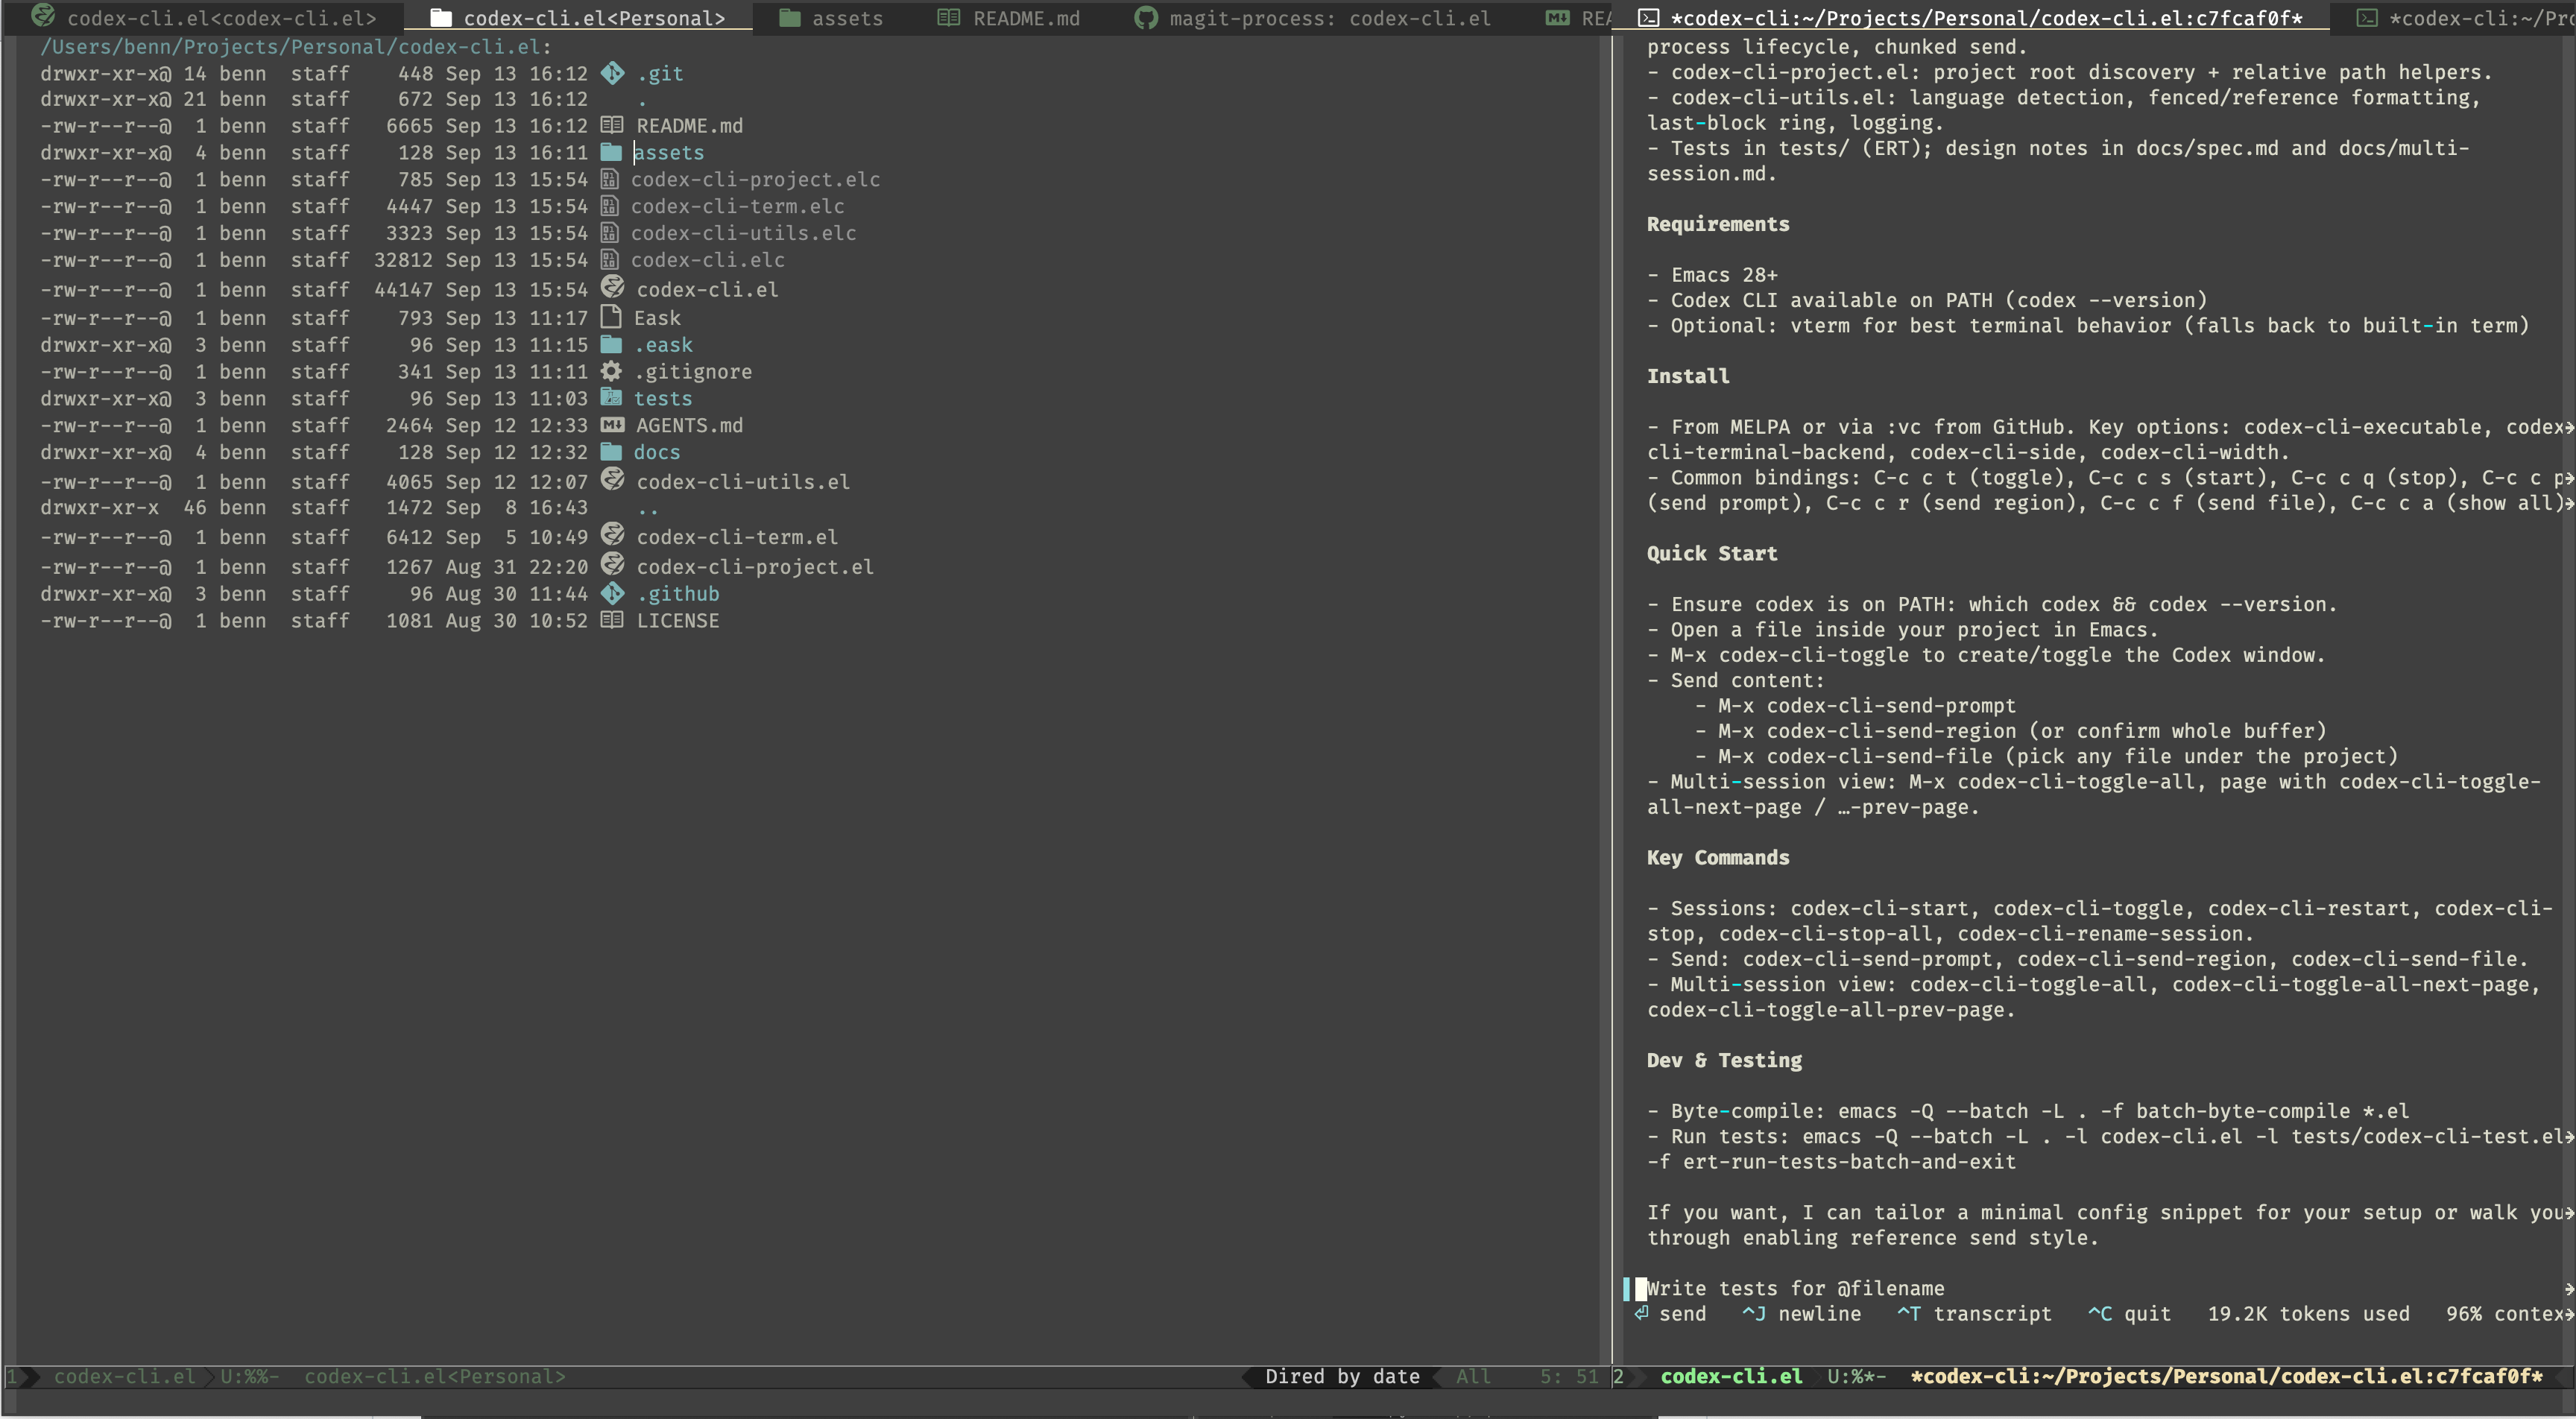 codex-cli.el<codex-cli.el>
codex-cli.el<Personal>
assets
README.md
magit-process: codex-cli.el
REA
/Users/benn/Projects/Personal/codex-cli.el:
drwxr-xr-x@ 14 benn  staff    448 Sep 13 16:12 .git
drwxr-xr-x@ 21 benn  staff    672 Sep 13 16:12 .
-rw-r--r--@  1 benn  staff   6665 Sep 13 16:12 README.md
drwxr-xr-x@  4 benn  staff    128 Sep 13 16:11 assets
-rw-r--r--@  1 benn  staff    785 Sep 13 15:54 codex-cli-project.elc
-rw-r--r--@  1 benn  staff   4447 Sep 13 15:54 codex-cli-term.elc
-rw-r--r--@  1 benn  staff   3323 Sep 13 15:54 codex-cli-utils.elc
-rw-r--r--@  1 benn  staff  32812 Sep 13 15:54 codex-cli.elc
-rw-r--r--@  1 benn  staff  44147 Sep 13 15:54 codex-cli.el
-rw-r--r--@  1 benn  staff    793 Sep 13 11:17 Eask
drwxr-xr-x@  3 benn  staff     96 Sep 13 11:15 .eask
-rw-r--r--@  1 benn  staff    341 Sep 13 11:11 .gitignore
drwxr-xr-x@  3 benn  staff     96 Sep 13 11:03 tests
-rw-r--r--@  1 benn  staff   2464 Sep 12 12:33 AGENTS.md
drwxr-xr-x@  4 benn  staff    128 Sep 12 12:32 docs
-rw-r--r--@  1 benn  staff   4065 Sep 12 12:07 codex-cli-utils.el
drwxr-xr-x  46 benn  staff   1472 Sep  8 16:43 ..
-rw-r--r--@  1 benn  staff   6412 Sep  5 10:49 codex-cli-term.el
-rw-r--r--@  1 benn  staff   1267 Aug 31 22:20 codex-cli-project.el
drwxr-xr-x@  3 benn  staff     96 Aug 30 11:44 .github
-rw-r--r--@  1 benn  staff   1081 Aug 30 10:52 LICENSE
1 codex-cli.el U:%%- codex-cli.el<Personal> Dired by date All 5: 51
*codex-cli:~/Projects/Personal/codex-cli.el:c7fcaf0f*
*codex-cli:~/Pro
process lifecycle, chunked send.
- codex-cli-project.el: project root discovery + relative path helpers.
- codex-cli-utils.el: language detection, fenced/reference formatting,
last-block ring, logging.
- Tests in tests/ (ERT); design notes in docs/spec.md and docs/multi-
session.md.
Requirements
- Emacs 28+
- Codex CLI available on PATH (codex --version)
- Optional: vterm for best terminal behavior (falls back to built-in term)
Install
- From MELPA or via :vc from GitHub. Key options: codex-cli-executable, codex
cli-terminal-backend, codex-cli-side, codex-cli-width.
- Common bindings: C-c c t (toggle), C-c c s (start), C-c c q (stop), C-c c p
(send prompt), C-c c r (send region), C-c c f (send file), C-c c a (show all)
Quick Start
- Ensure codex is on PATH: which codex && codex --version.
- Open a file inside your project in Emacs.
- M-x codex-cli-toggle to create/toggle the Codex window.
- Send content:
- M-x codex-cli-send-prompt
- M-x codex-cli-send-region (or confirm whole buffer)
- M-x codex-cli-send-file (pick any file under the project)
- Multi-session view: M-x codex-cli-toggle-all, page with codex-cli-toggle-
all-next-page / …-prev-page.
Key Commands
- Sessions: codex-cli-start, codex-cli-toggle, codex-cli-restart, codex-cli-
stop, codex-cli-stop-all, codex-cli-rename-session.
- Send: codex-cli-send-prompt, codex-cli-send-region, codex-cli-send-file.
- Multi-session view: codex-cli-toggle-all, codex-cli-toggle-all-next-page,
codex-cli-toggle-all-prev-page.
Dev & Testing
- Byte-compile: emacs -Q --batch -L . -f batch-byte-compile *.el
- Run tests: emacs -Q --batch -L . -l codex-cli.el -l tests/codex-cli-test.el
-f ert-run-tests-batch-and-exit
If you want, I can tailor a minimal config snippet for your setup or walk you
through enabling reference send style.
Write tests for @filename
⏎ send   ^J newline   ^T transcript   ^C quit   19.2K tokens used   96% contex
2 codex-cli.el U:%*- *codex-cli:~/Projects/Personal/codex-cli.el:c7fcaf0f*